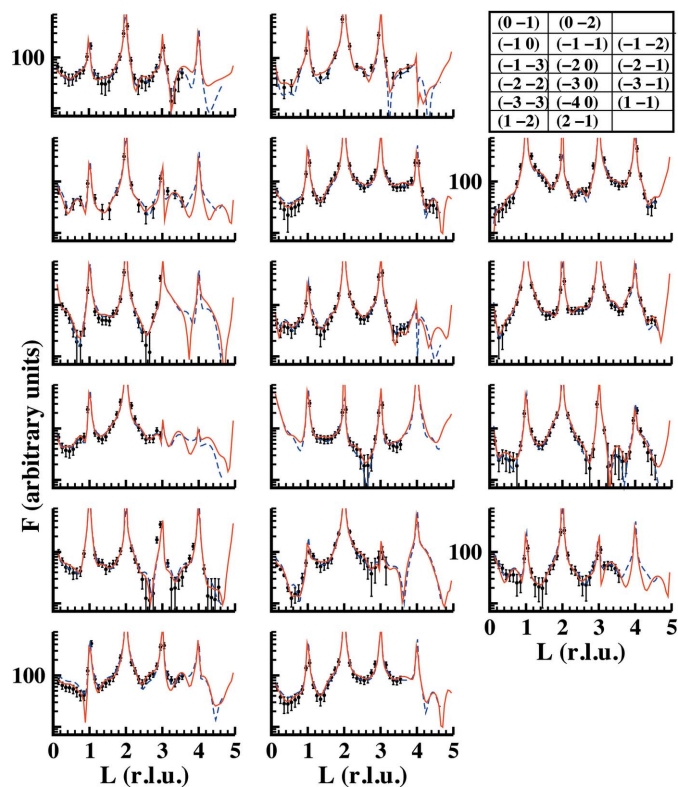 100
(0 −1) (0 −2)
(−1 0) (−1 −1) (−1 −2)
(−1 −3) (−2 0) (−2 −1)
(−2 −2) (−3 0) (−3 −1)
(−3 −3) (−4 0) (1 −1)
(1 −2) (2 −1)
100
F (arbitrary units)
100
0 1 2 3 4 5
L (r.l.u.)
100
0 1 2 3 4 5 0 1 2 3 4 5
L (r.l.u.) L (r.l.u.)